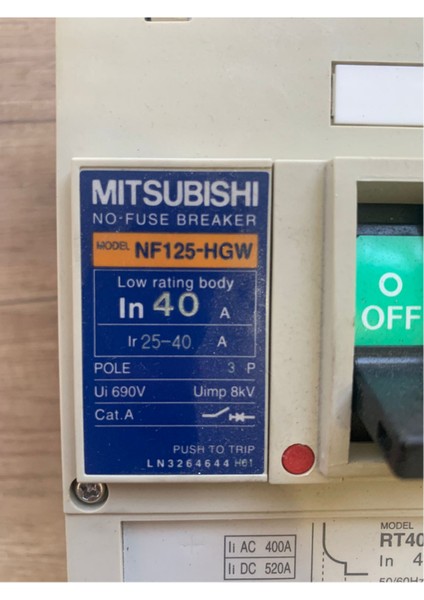 MITSUBISHI
NO-FUSE BREAKER
MODEL NF125-HGW
Low rating body
In 40 A
Ir 25-40 A
POLE 3 P
Ui 690V Uimp 8kV
Cat.A
PUSH TO TRIP
LN3264644 H01
O
OFF
Ii AC 400A
Ii DC 520A
MODEL
RT40
In 4
50/60Hz